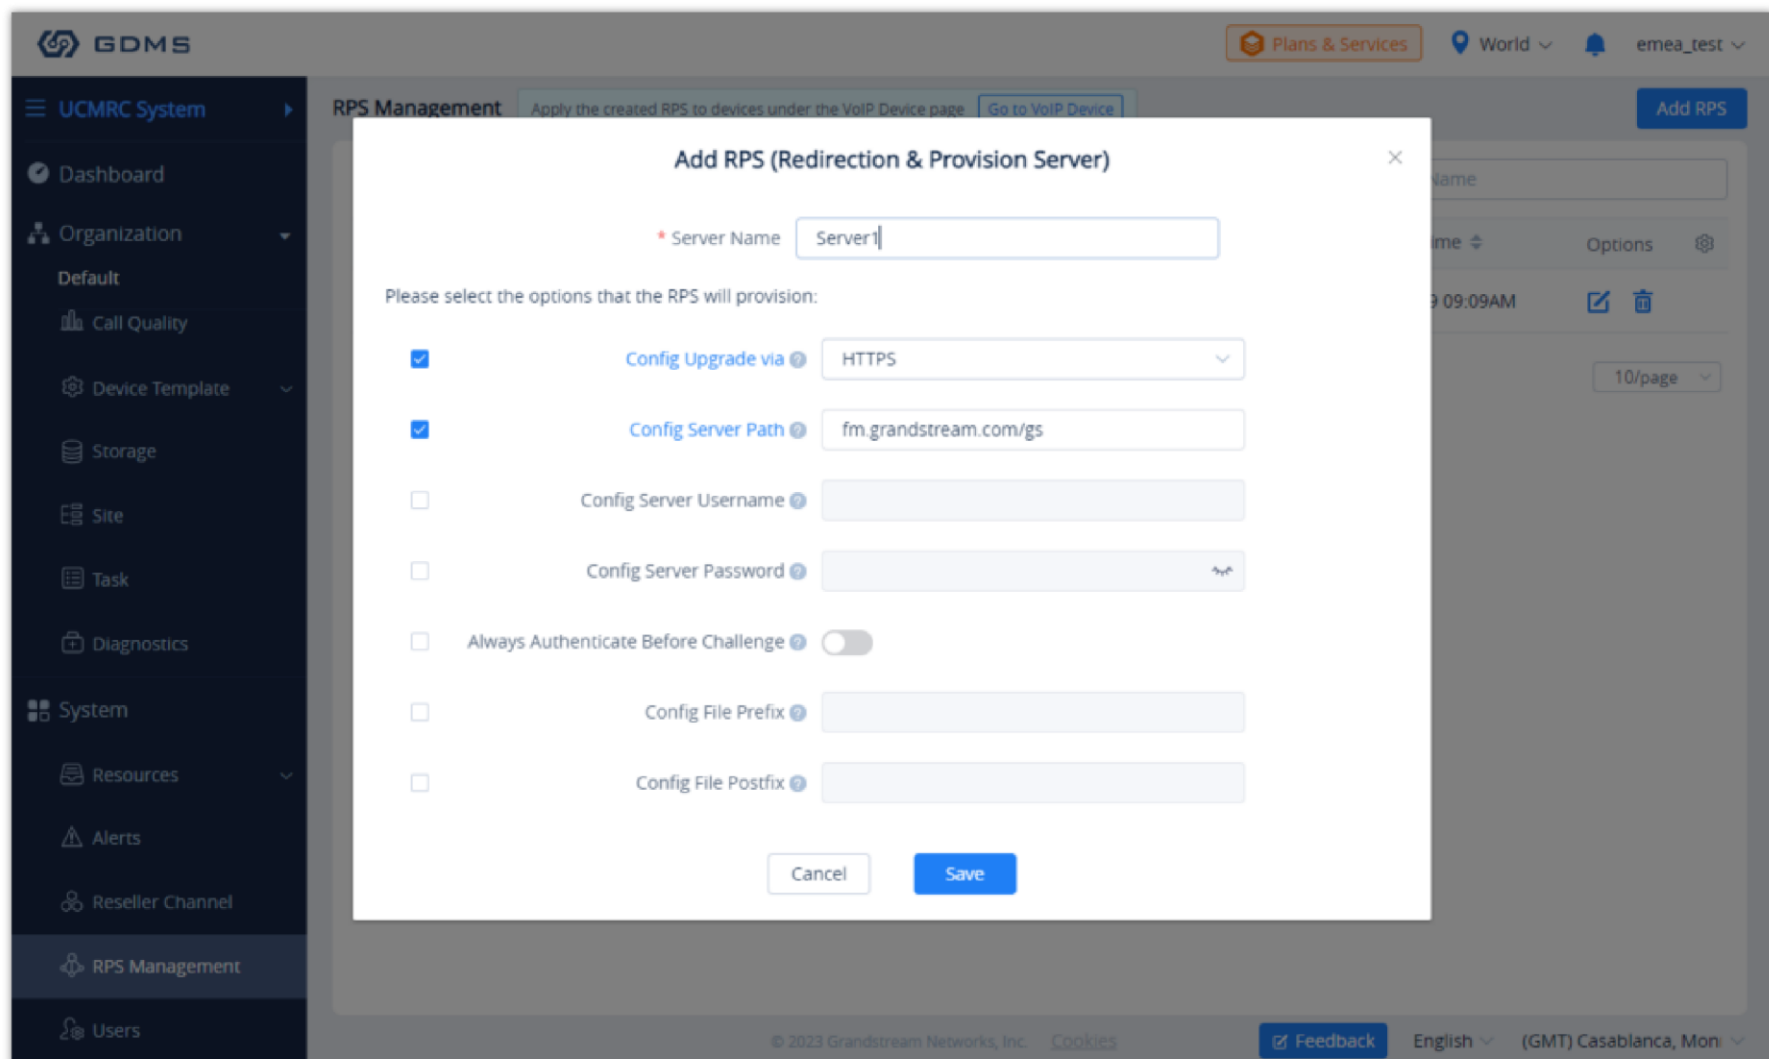 GDMS
Plans & Services
World
emea_test
UCMRC System
RPS Management
Apply the created RPS to devices under the VoIP Device page
Go to VoIP Device
Add RPS
Dashboard
Organization
Default
Call Quality
Device Template
Storage
Site
Task
Diagnostics
System
Resources
Alerts
Reseller Channel
RPS Management
Users
Add RPS (Redirection & Provision Server)
* Server Name
Server1
Please select the options that the RPS will provision:
Config Upgrade via
HTTPS
Config Server Path
fm.grandstream.com/gs
Config Server Username
Config Server Password
Always Authenticate Before Challenge
Config File Prefix
Config File Postfix
Cancel
Save
Options
9 09:09AM
10/page
© 2023 Grandstream Networks, Inc.
Cookies
Feedback
English
(GMT) Casablanca, Mon